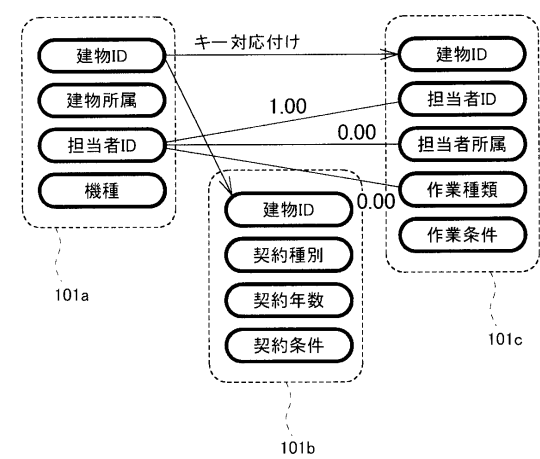 建物ID
建物所属
担当者ID
機種
101a
キー対応付け
1.00
0.00
0.00
建物ID
契約種別
契約年数
契約条件
101b
建物ID
担当者ID
担当者所属
作業種類
作業条件
101c